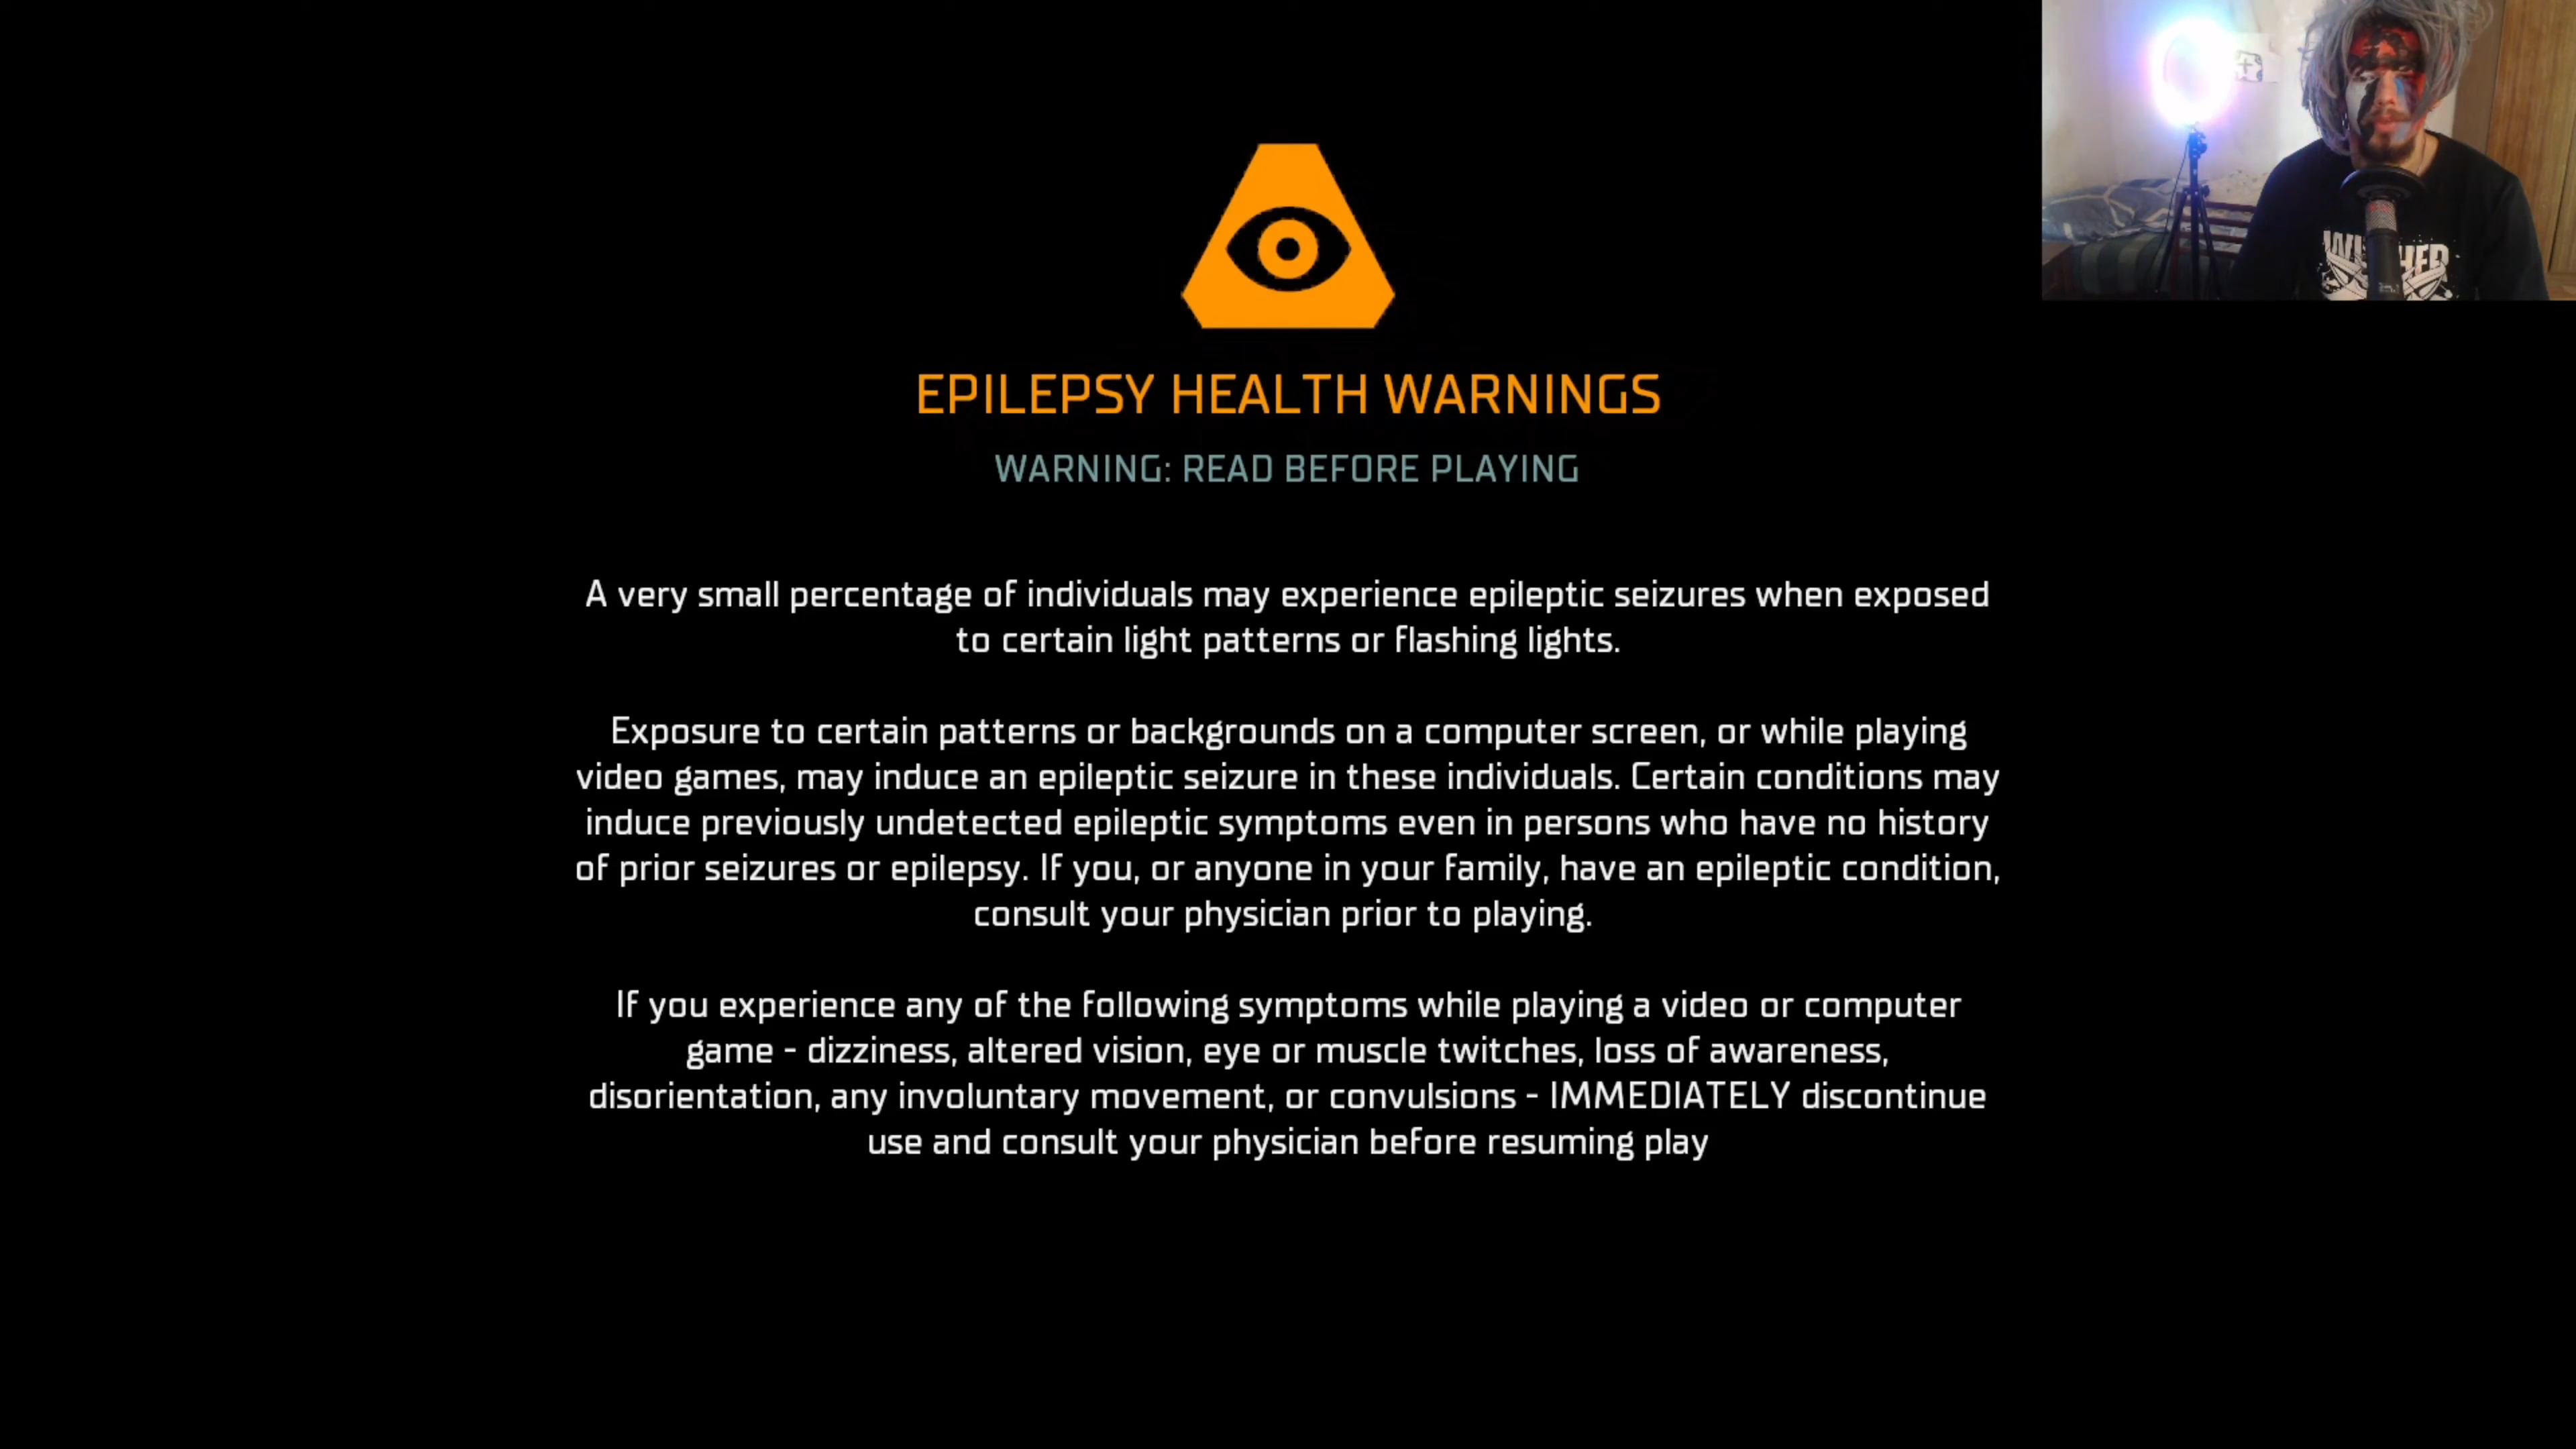 EPILEPSY HEALTH WARNINGS
WARNING: READ BEFORE PLAYING
A very small percentage of individuals may experience epileptic seizures when exposed
to certain light patterns or flashing lights.
Exposure to certain patterns or backgrounds on a computer screen, or while playing
video games, may induce an epileptic seizure in these individuals. Certain conditions may
induce previously undetected epileptic symptoms even in persons who have no history
of prior seizures or epilepsy. If you, or anyone in your family, have an epileptic condition,
consult your physician prior to playing.
If you experience any of the following symptoms while playing a video or computer
game - dizziness, altered vision, eye or muscle twitches, loss of awareness,
disorientation, any involuntary movement, or convulsions - IMMEDIATELY discontinue
use and consult your physician before resuming play